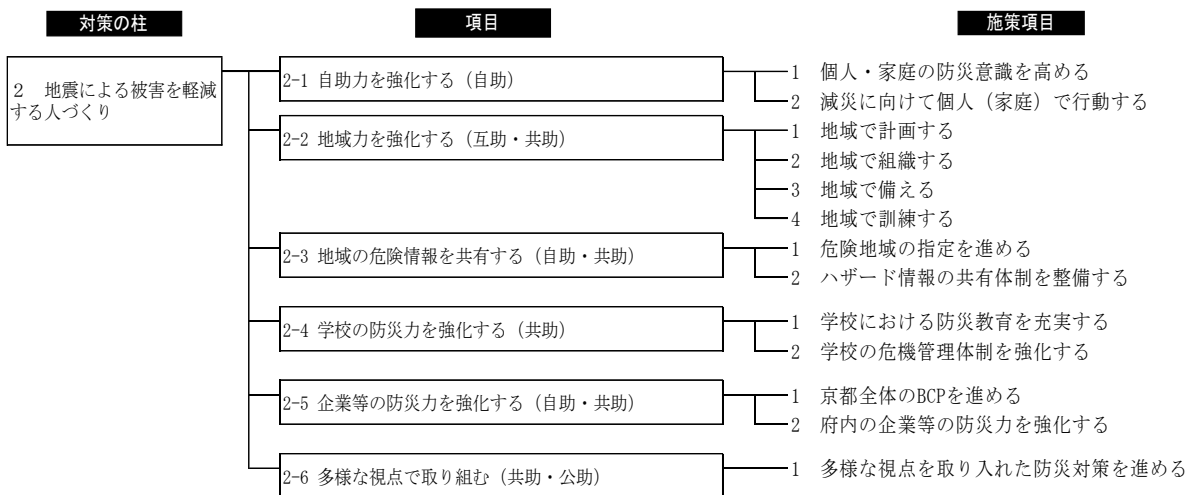 対策の柱 項目 施策項目
２　地震による被害を軽減
する人づくり
2-1 自助力を強化する（自助）
1 個人・家庭の防災意識を高める
2 減災に向けて個人（家庭）で行動する
2-2 地域力を強化する（互助・共助）
1 地域で計画する
2 地域で組織する
3 地域で備える
4 地域で訓練する
2-3 地域の危険情報を共有する（自助・共助）
1 危険地域の指定を進める
2 ハザード情報の共有体制を整備する
2-4 学校の防災力を強化する（共助）
1 学校における防災教育を充実する
2 学校の危機管理体制を強化する
2-5 企業等の防災力を強化する（自助・共助）
1 京都全体のBCPを進める
2 府内の企業等の防災力を強化する
2-6 多様な視点で取り組む（共助・公助）
1 多様な視点を取り入れた防災対策を進める